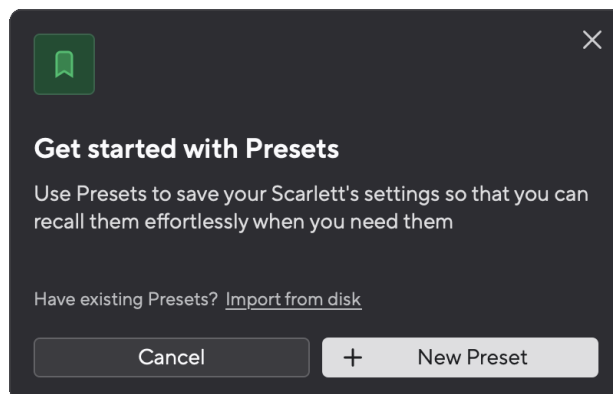 Get started with Presets
Use Presets to save your Scarlett's settings so that you can
recall them effortlessly when you need them
Have existing Presets? Import from disk
Cancel
+ New Preset